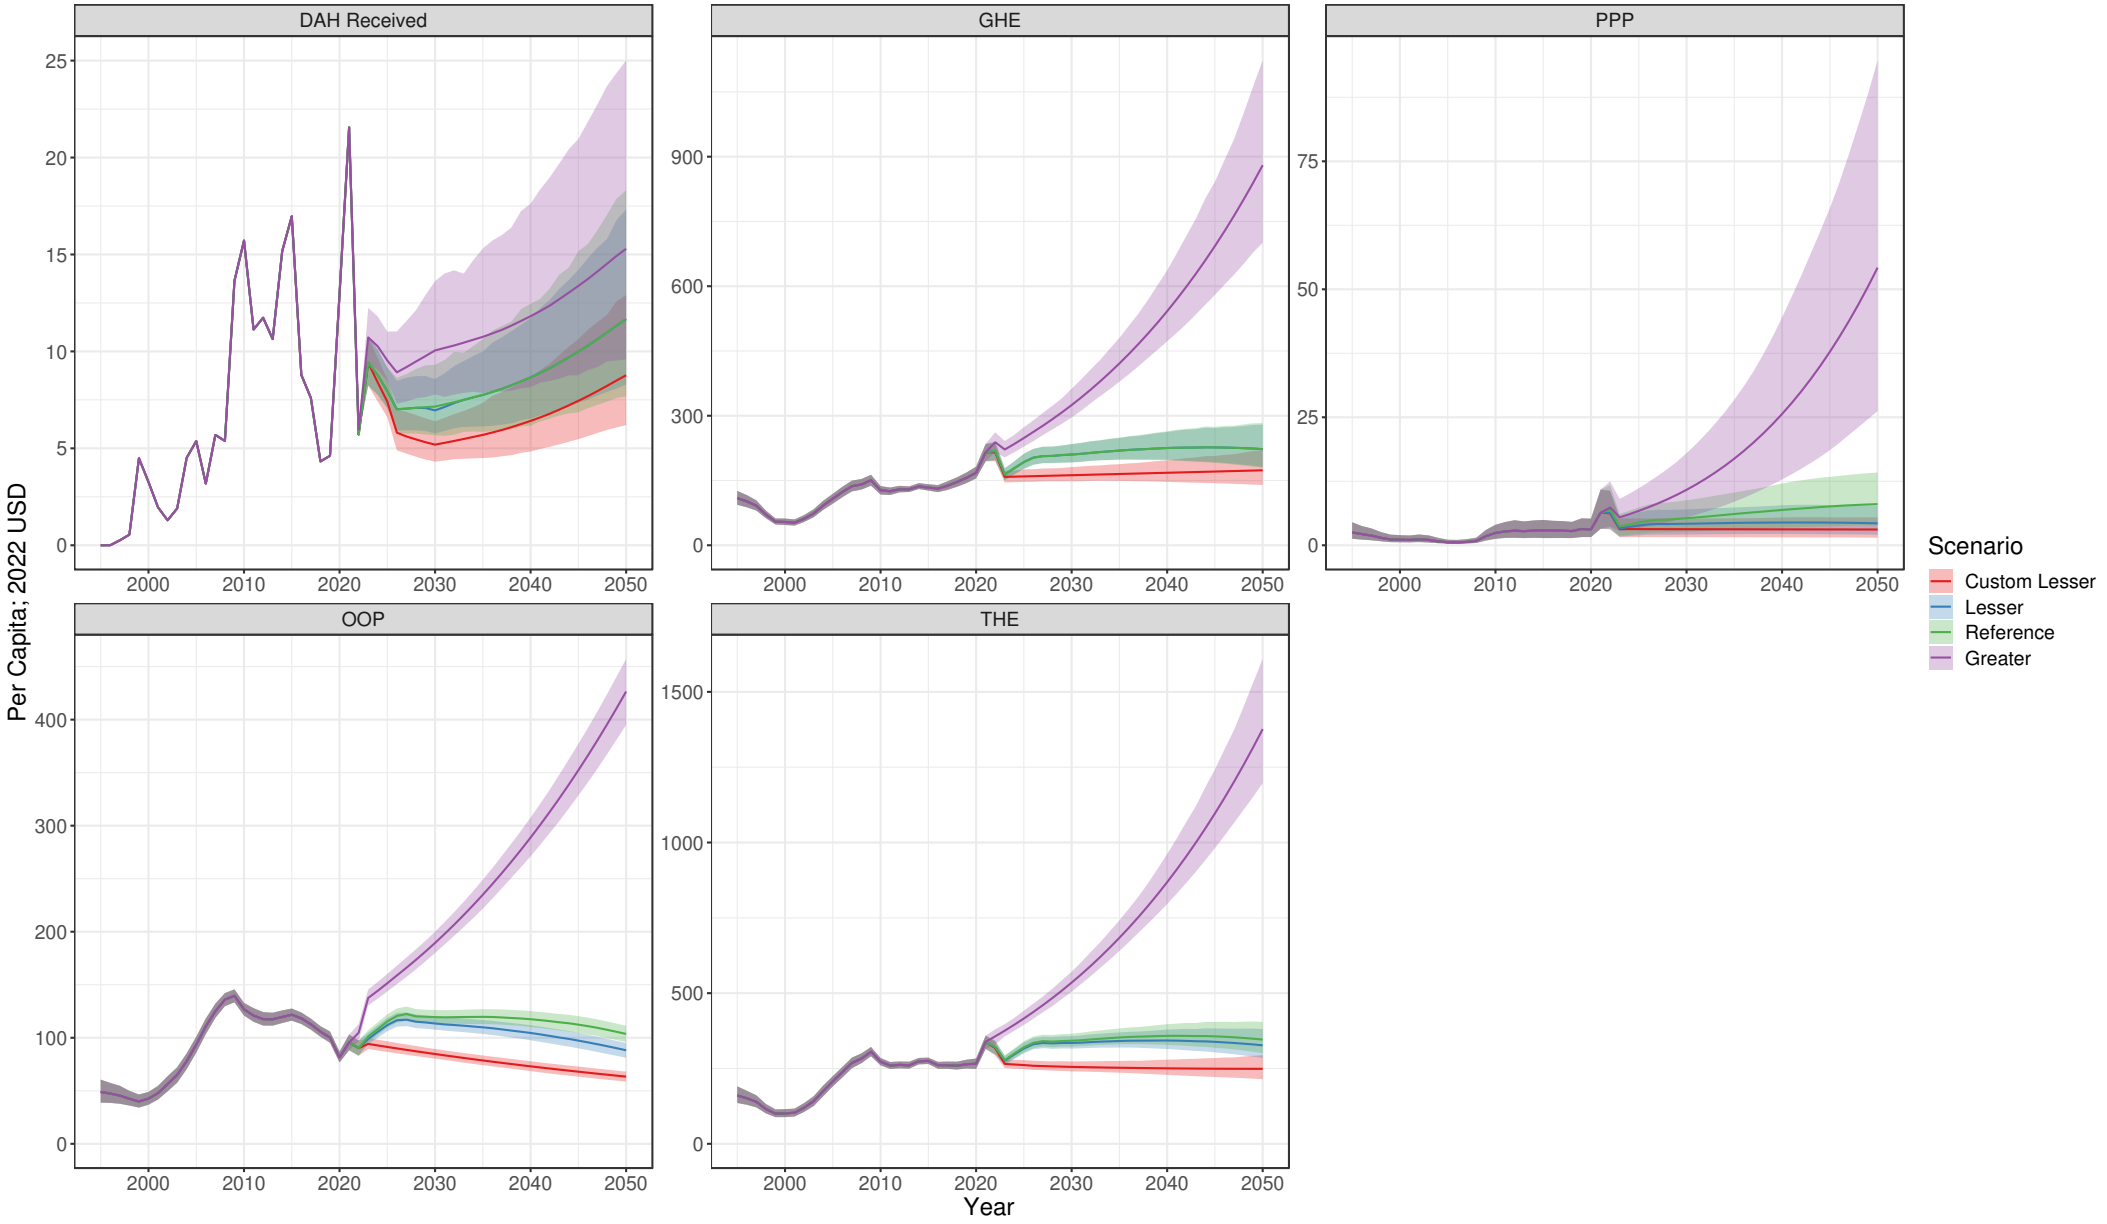 DAH Received
GHE
PPP
25
20
15
10
5
0
900
600
300
0
75
50
25
0
2000 2010 2020 2030 2040 2050
2000 2010 2020 2030 2040 2050
2000 2010 2020 2030 2040 2050
OOP
THE
400
300
200
100
0
1500
1000
500
0
2000 2010 2020 2030 2040 2050
2000 2010 2020 2030 2040 2050
Per Capita; 2022 USD
Year
Scenario
Custom Lesser
Lesser
Reference
Greater